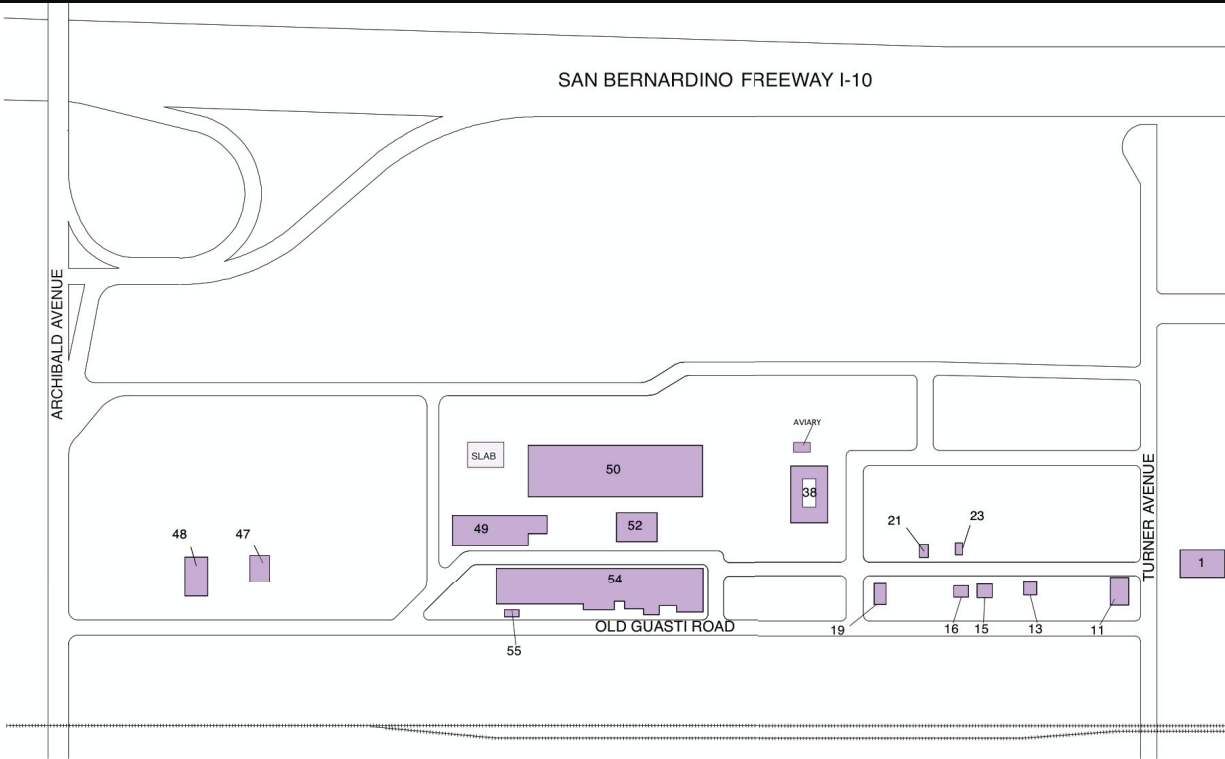 SAN BERNARDINO FREEWAY I-10
ARCHIBALD AVENUE
AVIARY
SLAB
50
38
49
52
21
23
48
47
TURNER AVENUE
1
54
OLD GUASTI ROAD
19
16
15
13
11
55